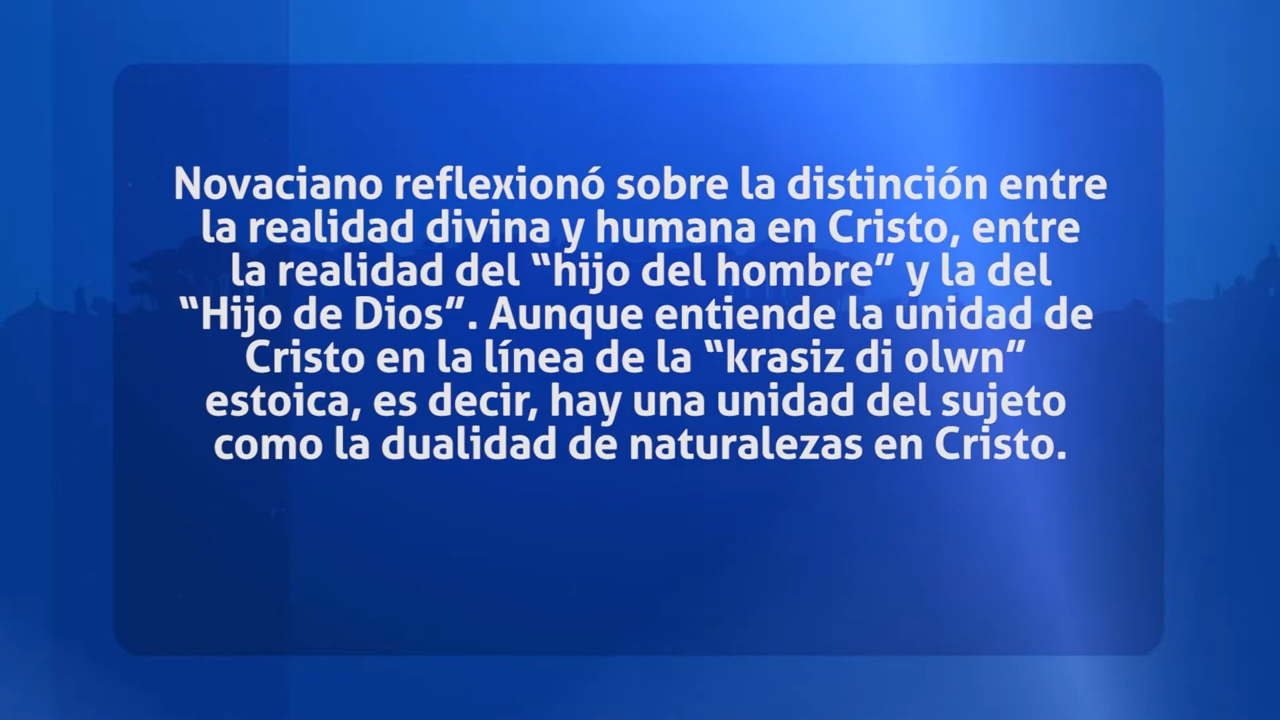 Novaciano reflexionó sobre la distinción entre
la realidad divina y humana en Cristo, entre
la realidad del “hijo del hombre” y la del
“Hijo de Dios”. Aunque entiende la unidad de
Cristo en la línea de la “krasiz di olwn”
estoica, es decir, hay una unidad del sujeto
como la dualidad de naturalezas en Cristo.